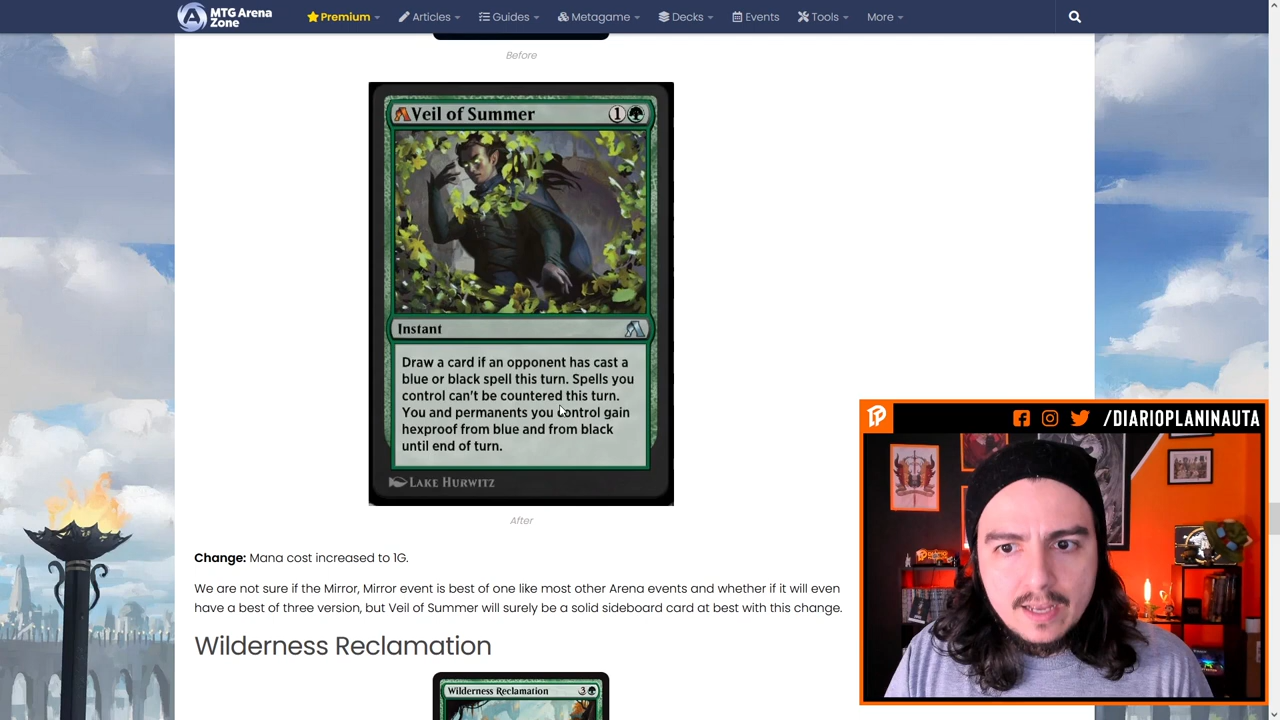 MTG Arena
Zone
Premium
Articles
Guides
Metagame
Decks
Events
Tools
More
Before
Veil of Summer
1
Instant
Draw a card if an opponent has cast a
blue or black spell this turn. Spells you
control can't be countered this turn.
You and permanents you control gain
hexproof from blue and from black
until end of turn.
Lake Hurwitz
After
/DIARIOPLANINAUTA
Change: Mana cost increased to 1G.
We are not sure if the Mirror, Mirror event is best of one like most other Arena events and whether if it will even
have a best of three version, but Veil of Summer will surely be a solid sideboard card at best with this change.
Wilderness Reclamation
Wilderness Reclamation 3